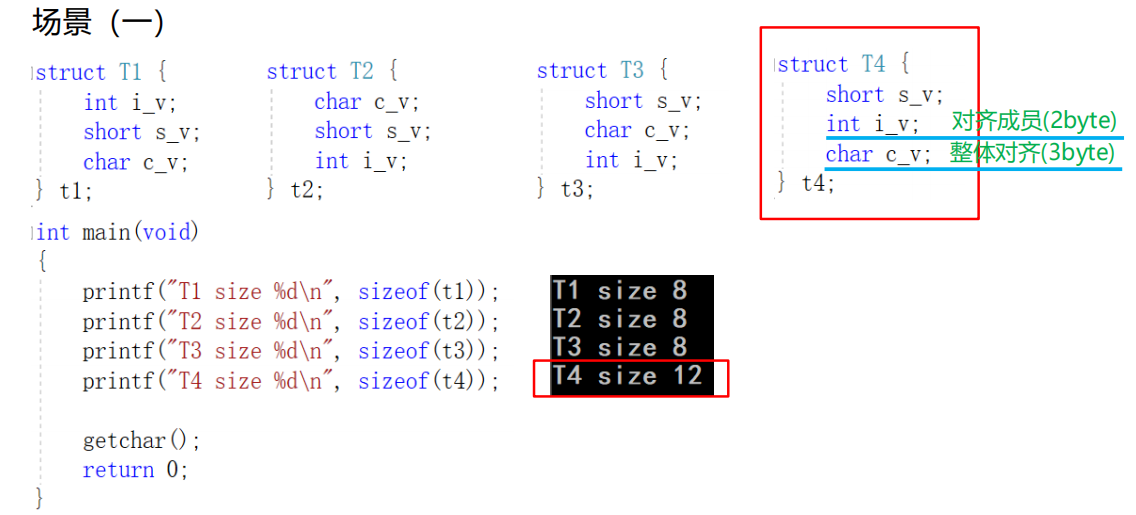 场景（一）
struct T1 {
int i_v;
short s_v;
char c_v;
} t1;
struct T2 {
char c_v;
short s_v;
int i_v;
} t2;
struct T3 {
short s_v;
char c_v;
int i_v;
} t3;
struct T4 {
short s_v;
int i_v; 对齐成员(2byte)
char c_v; 整体对齐(3byte)
} t4;
int main(void)
{
printf("T1 size %d\n", sizeof(t1));
printf("T2 size %d\n", sizeof(t2));
printf("T3 size %d\n", sizeof(t3));
printf("T4 size %d\n", sizeof(t4));
getchar();
return 0;
}
T1 size 8
T2 size 8
T3 size 8
T4 size 12